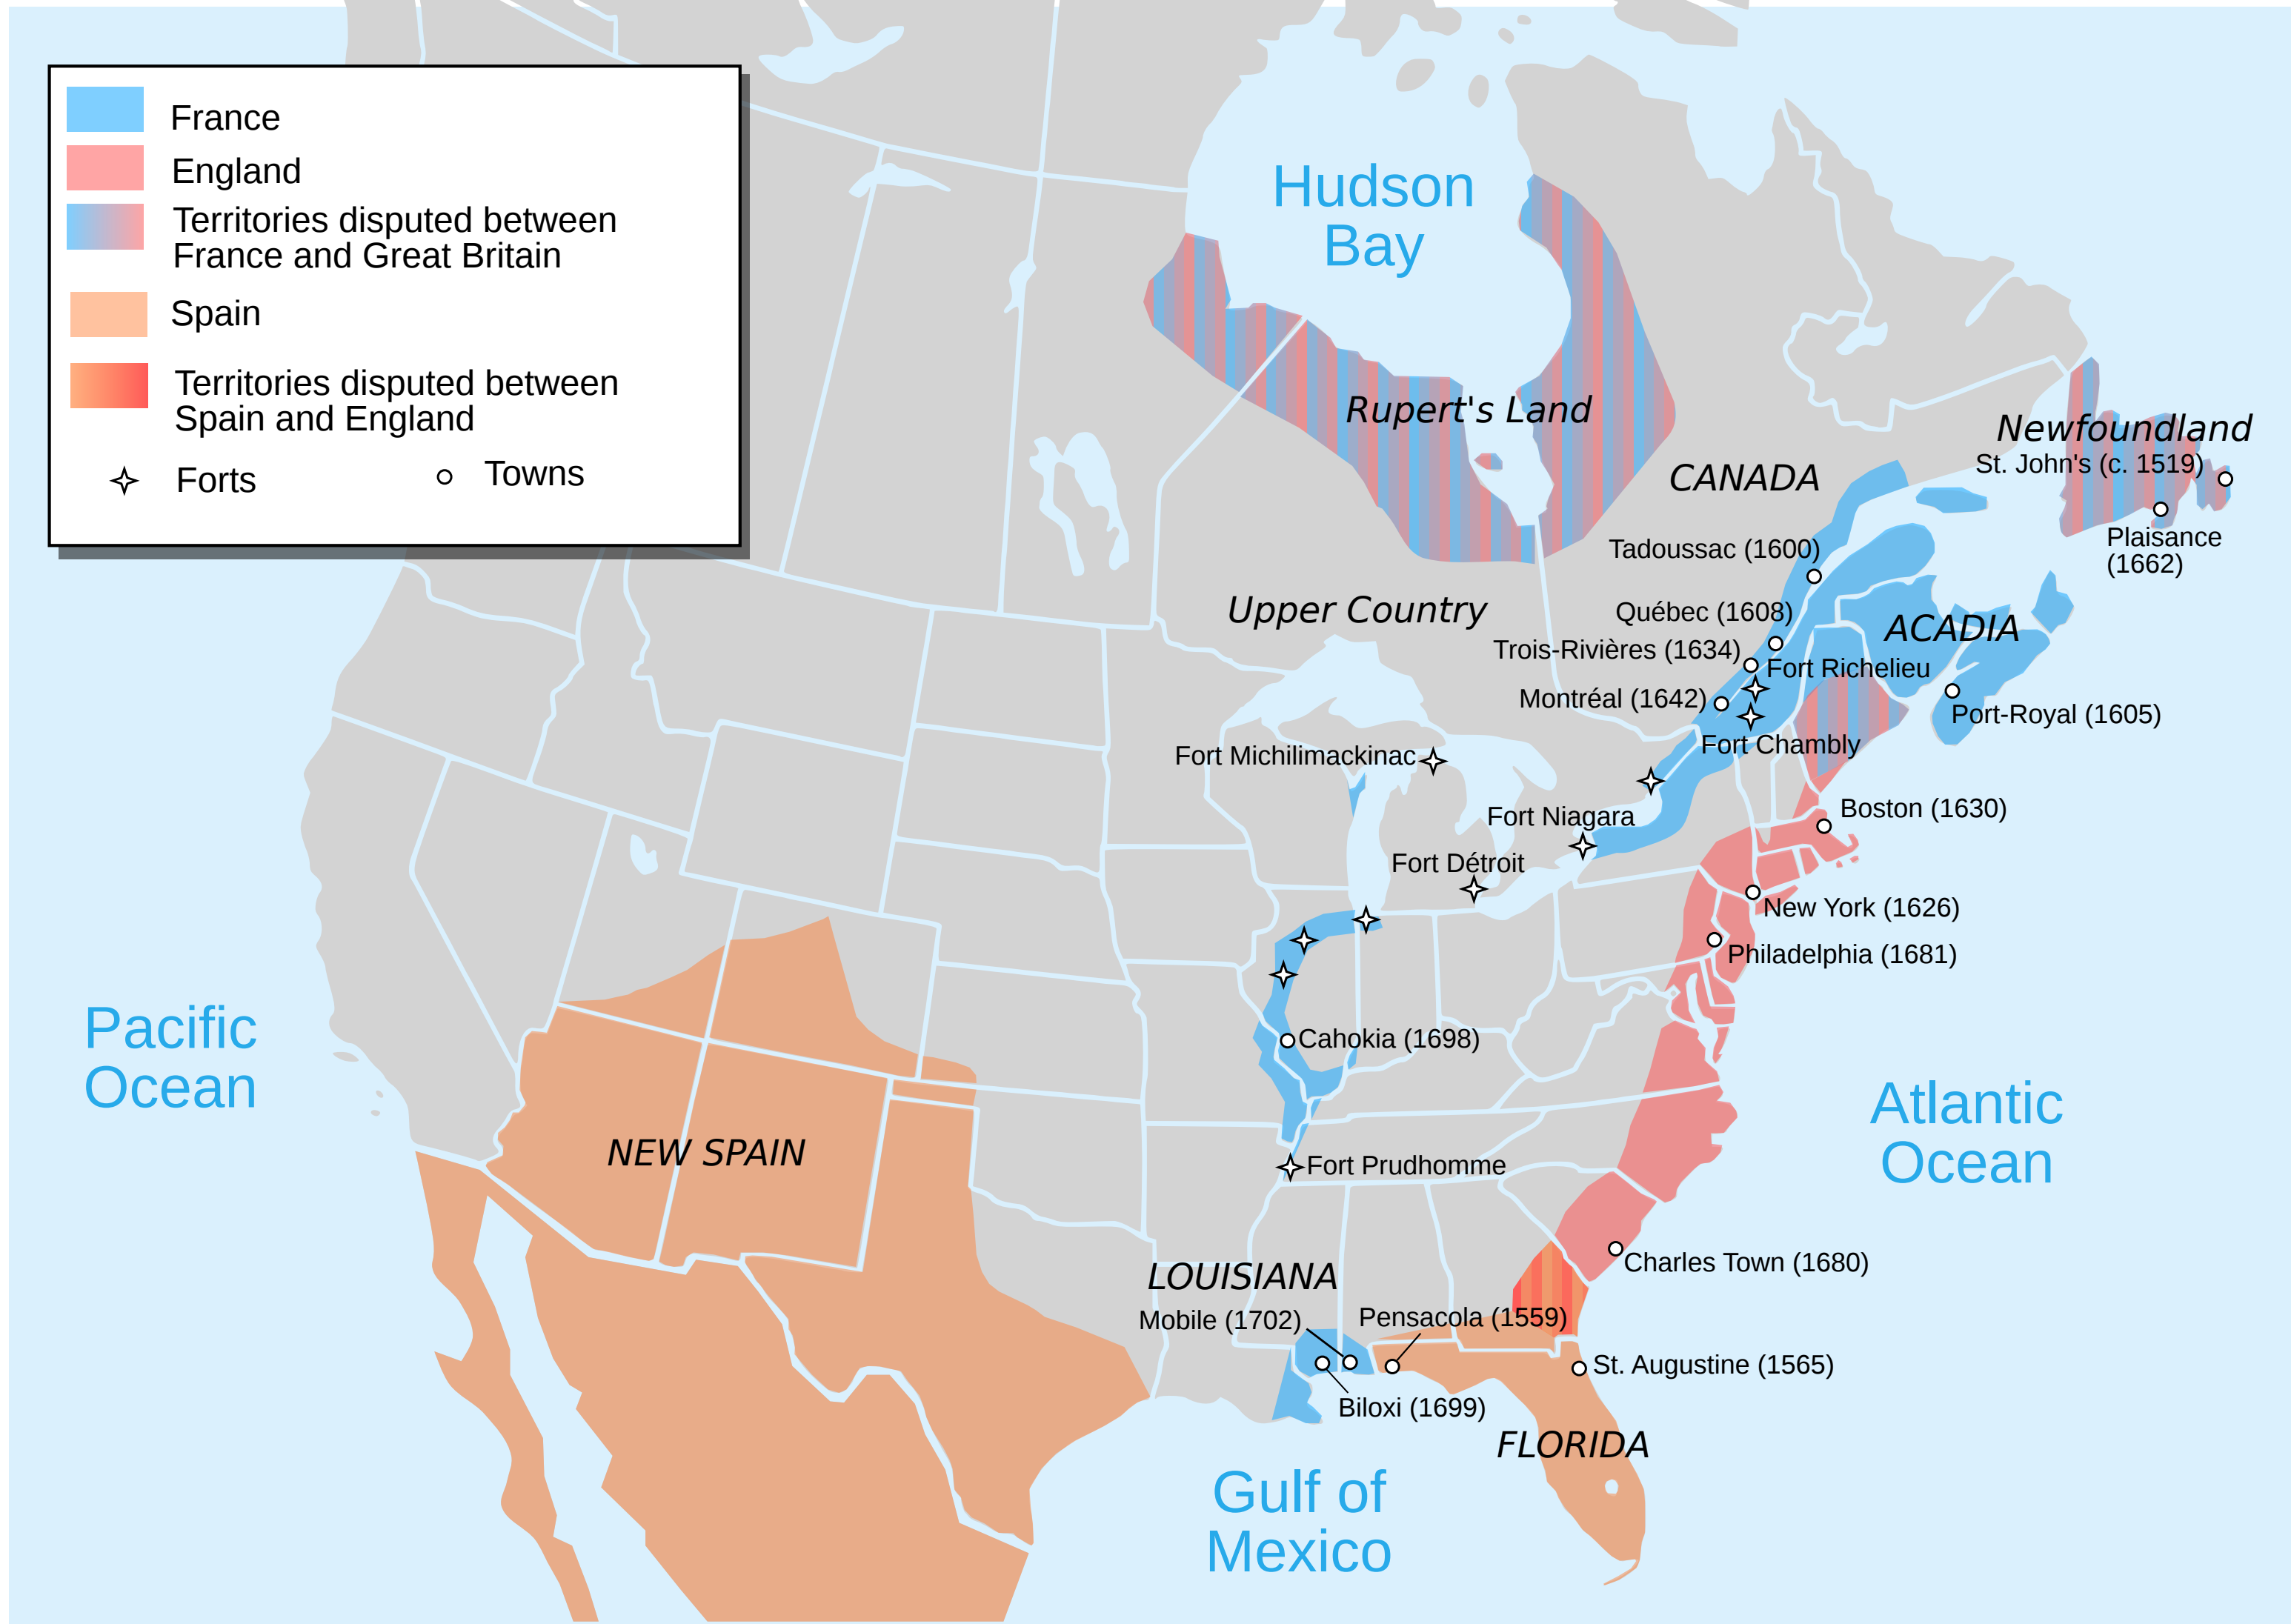 France
England
Territories disputed between
France and Great Britain
Spain
Territories disputed between
Spain and England
Forts
Towns
Hudson
Bay
Rupert's Land
Newfoundland
St. John's (c. 1519)
CANADA
Plaisance
(1662)
Tadoussac (1600)
Upper Country
Québec (1608)
ACADIA
Trois-Rivières (1634)
Fort Richelieu
Montréal (1642)
Port-Royal (1605)
Fort Chambly
Fort Michilimackinac
Boston (1630)
Fort Niagara
Fort Détroit
New York (1626)
Philadelphia (1681)
Pacific
Ocean
Cahokia (1698)
Atlantic
Ocean
NEW SPAIN
Fort Prudhomme
Charles Town (1680)
LOUISIANA
Mobile (1702)
Pensacola (1559)
St. Augustine (1565)
Biloxi (1699)
FLORIDA
Gulf of
Mexico